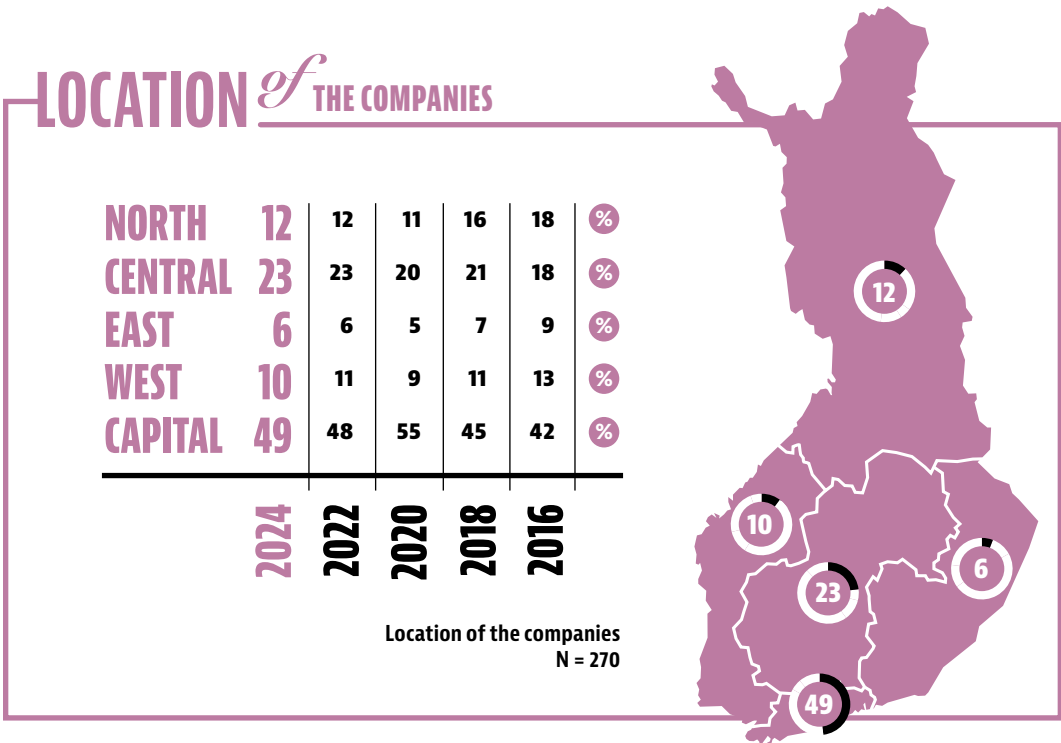 LOCATION of THE COMPANIES
NORTH 12 12 11 16 18 %
CENTRAL 23 23 20 21 18 %
EAST 6 6 5 7 9 %
WEST 10 11 9 11 13 %
CAPITAL 49 48 55 45 42 %
2024 2022 2020 2018 2016
Location of the companies
N = 270
12
10
6
23
49